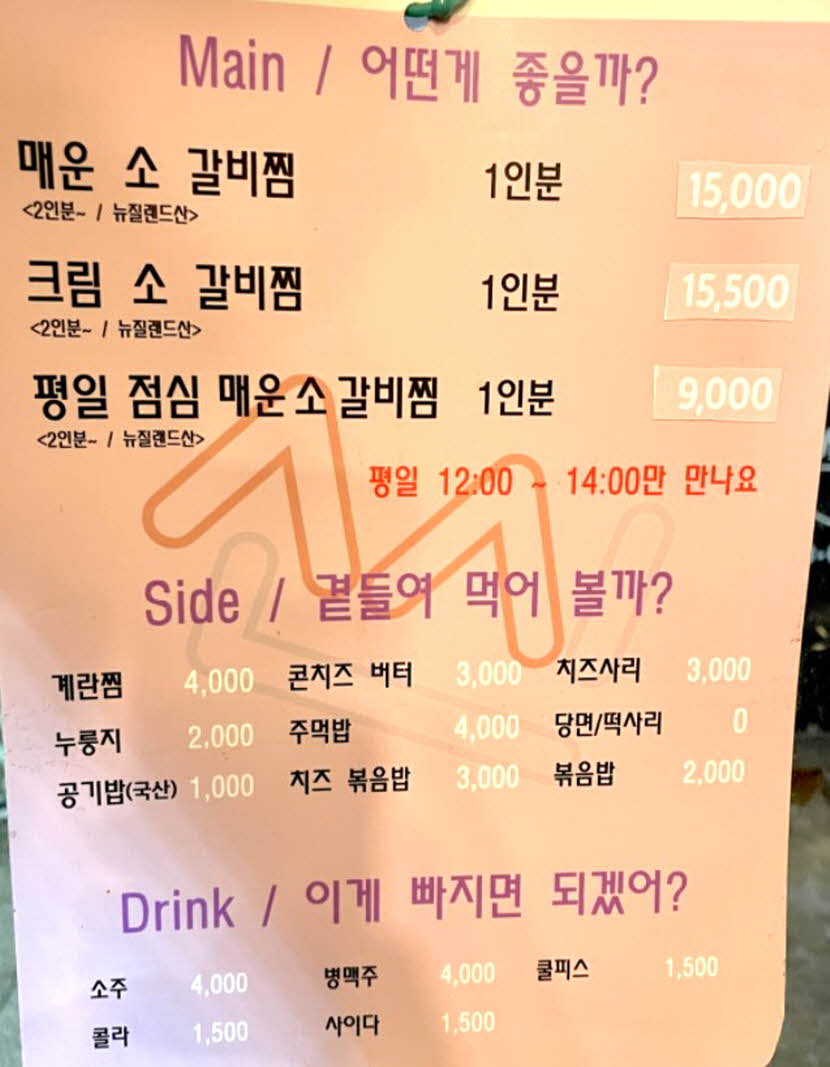 Main / 어떤게 좋을까?
매운 소 갈비찜 1인분 15,000
<2인분~ / 뉴질랜드산>
크림 소 갈비찜 1인분 15,500
<2인분~ / 뉴질랜드산>
평일 점심 매운소갈비찜 1인분 9,000
<2인분~ / 뉴질랜드산>
평일 12:00 ~ 14:00만 만나요
Side / 곁들여 먹어 볼까?
계란찜 4,000 콘치즈 버터 3,000 치즈사리 3,000
누룽지 2,000 주먹밥 4,000 당면/떡사리 0
공기밥(국산) 1,000 치즈 볶음밥 3,000 볶음밥 2,000
Drink / 이게 빠지면 되겠어?
소주 4,000 병맥주 4,000 쿨피스 1,500
콜라 1,500 사이다 1,500